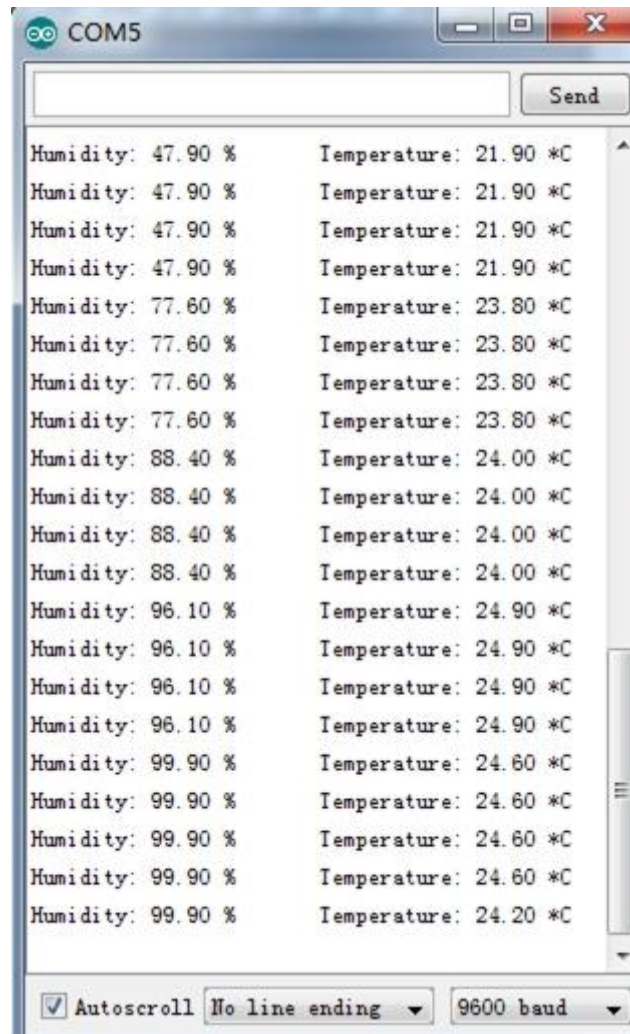 COM5
Send
Humidity: 47.90 % Temperature: 21.90 *C
Humidity: 47.90 % Temperature: 21.90 *C
Humidity: 47.90 % Temperature: 21.90 *C
Humidity: 47.90 % Temperature: 21.90 *C
Humidity: 77.60 % Temperature: 23.80 *C
Humidity: 77.60 % Temperature: 23.80 *C
Humidity: 77.60 % Temperature: 23.80 *C
Humidity: 77.60 % Temperature: 23.80 *C
Humidity: 88.40 % Temperature: 24.00 *C
Humidity: 88.40 % Temperature: 24.00 *C
Humidity: 88.40 % Temperature: 24.00 *C
Humidity: 88.40 % Temperature: 24.00 *C
Humidity: 96.10 % Temperature: 24.90 *C
Humidity: 96.10 % Temperature: 24.90 *C
Humidity: 96.10 % Temperature: 24.90 *C
Humidity: 96.10 % Temperature: 24.90 *C
Humidity: 99.90 % Temperature: 24.60 *C
Humidity: 99.90 % Temperature: 24.60 *C
Humidity: 99.90 % Temperature: 24.60 *C
Humidity: 99.90 % Temperature: 24.60 *C
Humidity: 99.90 % Temperature: 24.20 *C
Autoscroll No line ending 9600 baud